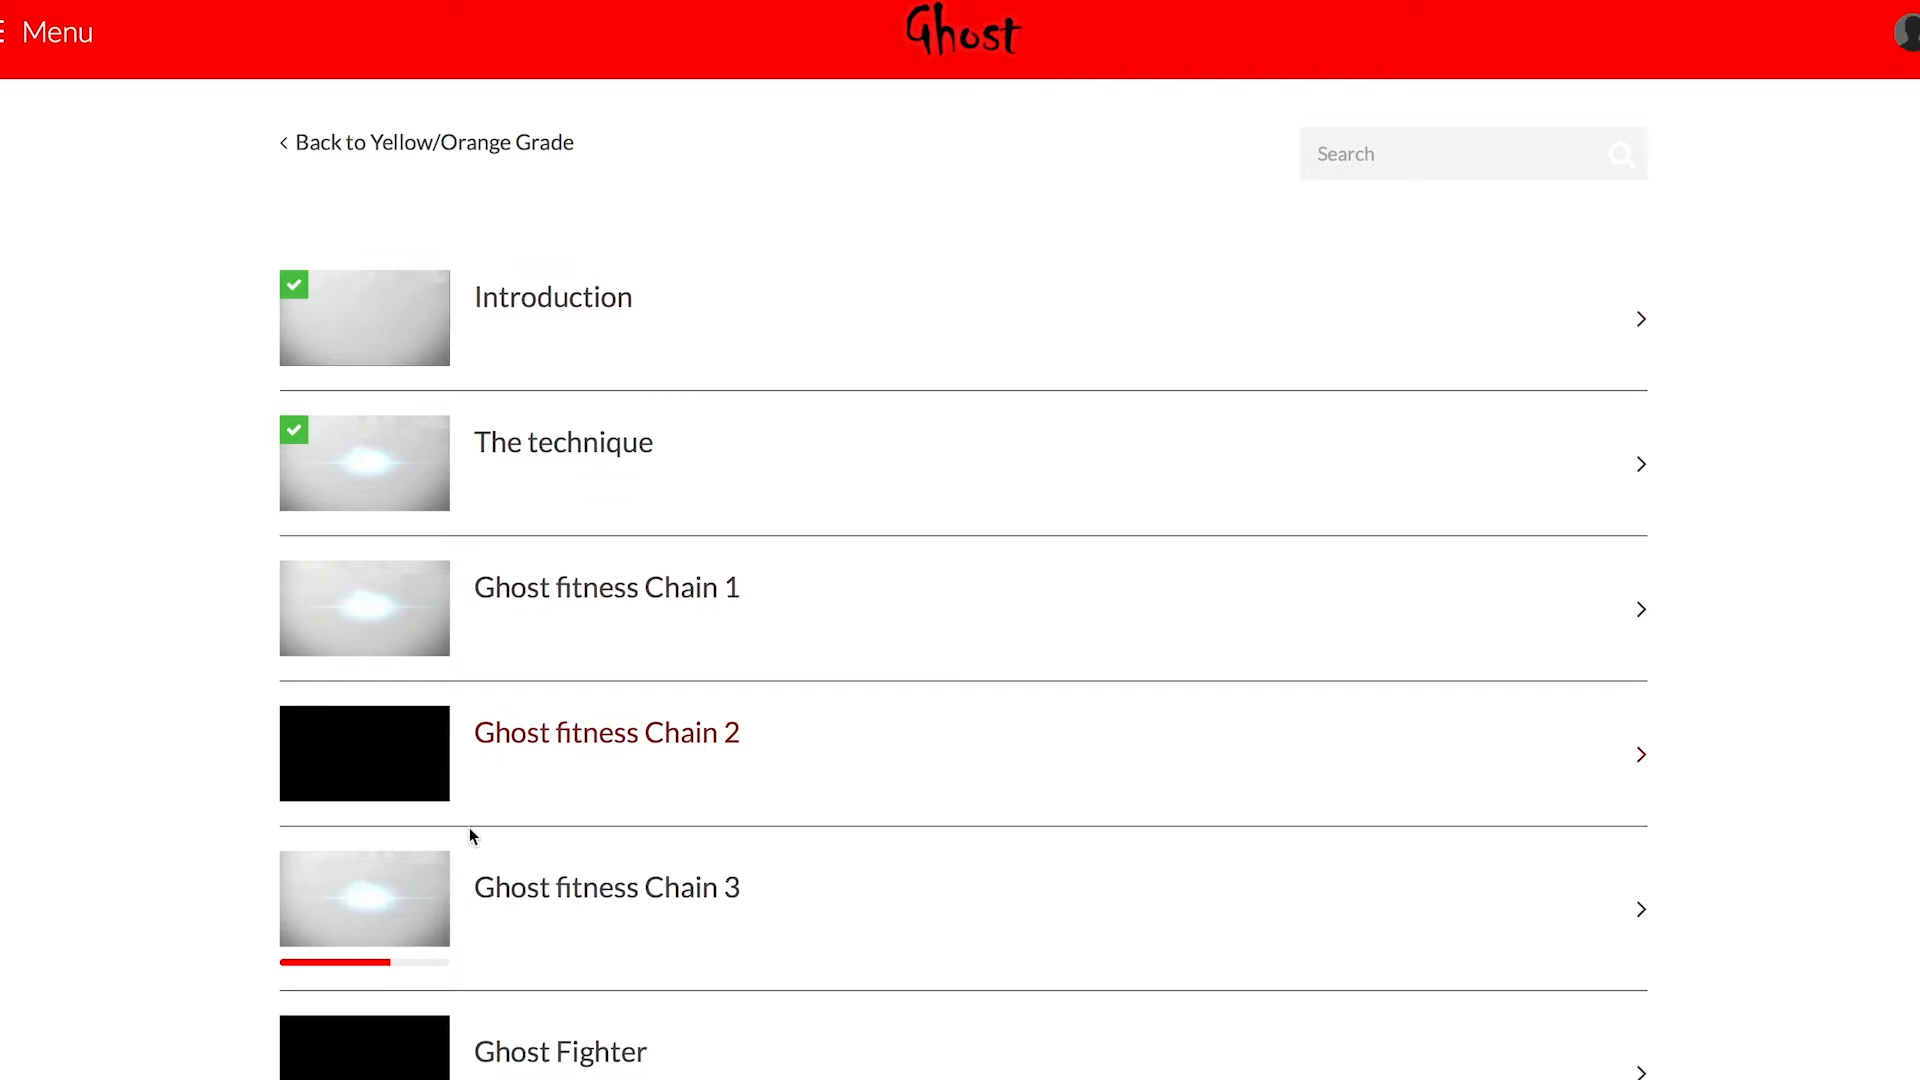 Menu
Ghost
Back to Yellow/Orange Grade
Search
Introduction
The technique
Ghost fitness Chain 1
Ghost fitness Chain 2
Ghost fitness Chain 3
Ghost Fighter